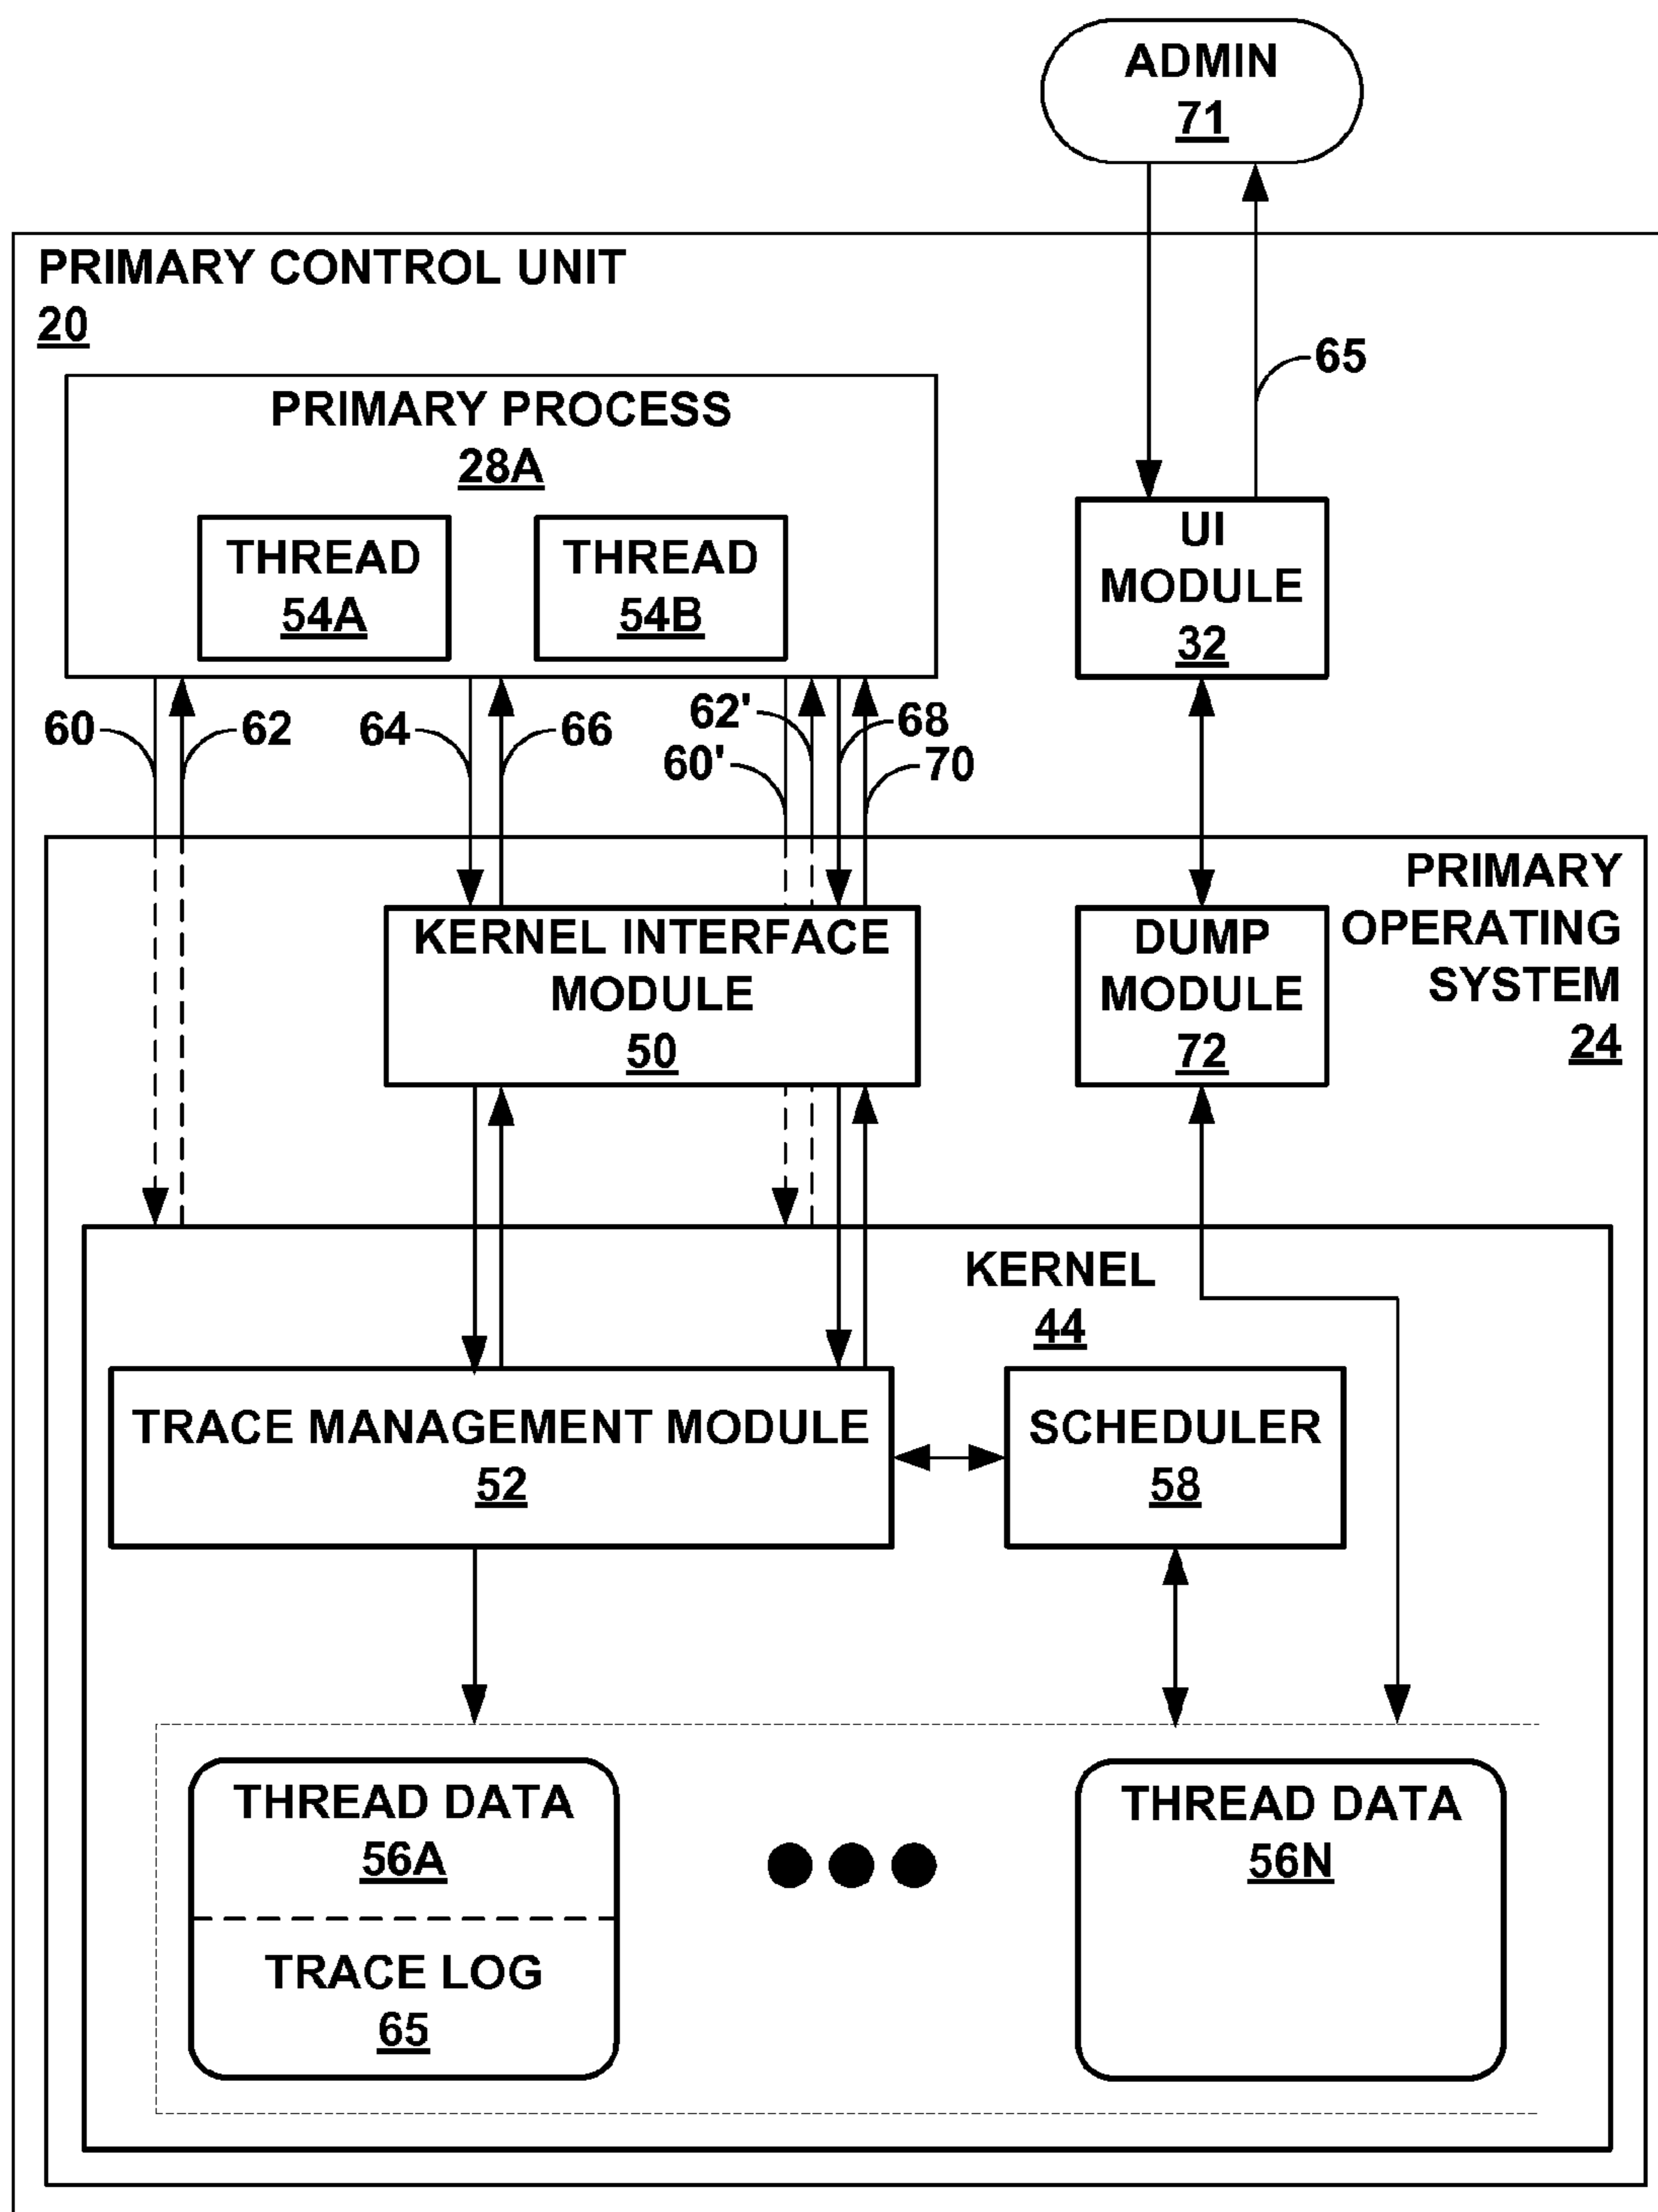 ADMIN
71
PRIMARY CONTROL UNIT
20
65
PRIMARY PROCESS
28A
THREAD
54A
THREAD
54B
UI
MODULE
32
60
62
64
66
62'
60'
68
70
PRIMARY
OPERATING
SYSTEM
24
KERNEL INTERFACE
MODULE
50
DUMP
MODULE
72
KERNEL
44
TRACE MANAGEMENT MODULE
52
SCHEDULER
58
THREAD DATA
56A
TRACE LOG
65
THREAD DATA
56N